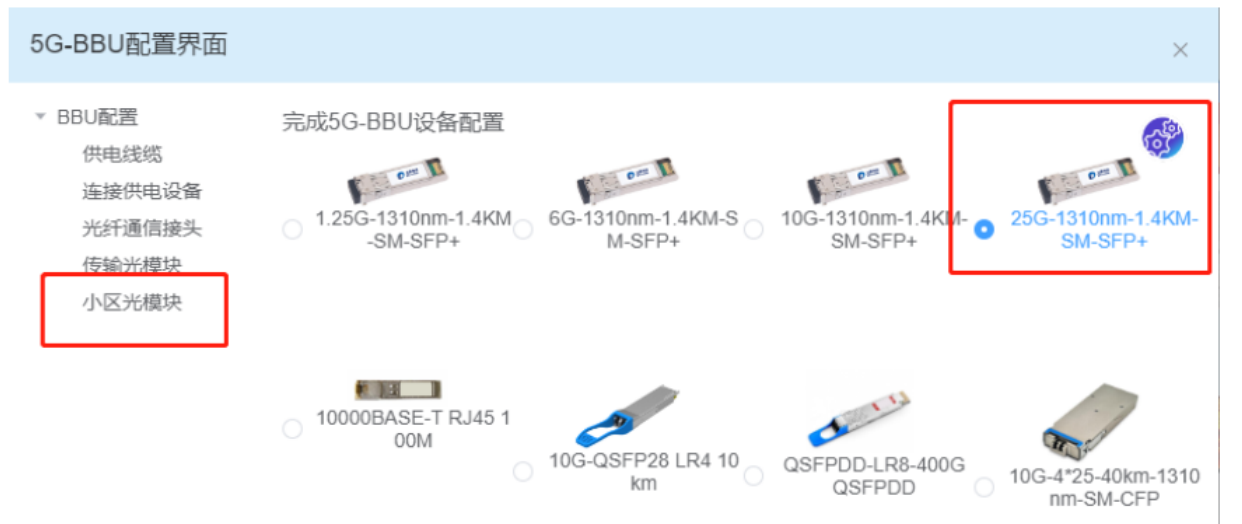 5G-BBU配置界面
BBU配置
供电线缆
连接供电设备
光纤通信接头
传输光模块
小区光模块
完成5G-BBU设备配置
1.25G-1310nm-1.4KM
-SM-SFP+
6G-1310nm-1.4KM-S
M-SFP+
10G-1310nm-1.4KM-
SM-SFP+
25G-1310nm-1.4KM-
SM-SFP+
10000BASE-T RJ45 1
00M
10G-QSFP28 LR4 10
km
QSFPDD-LR8-400G
QSFPDD
10G-4*25-40km-1310
nm-SM-CFP